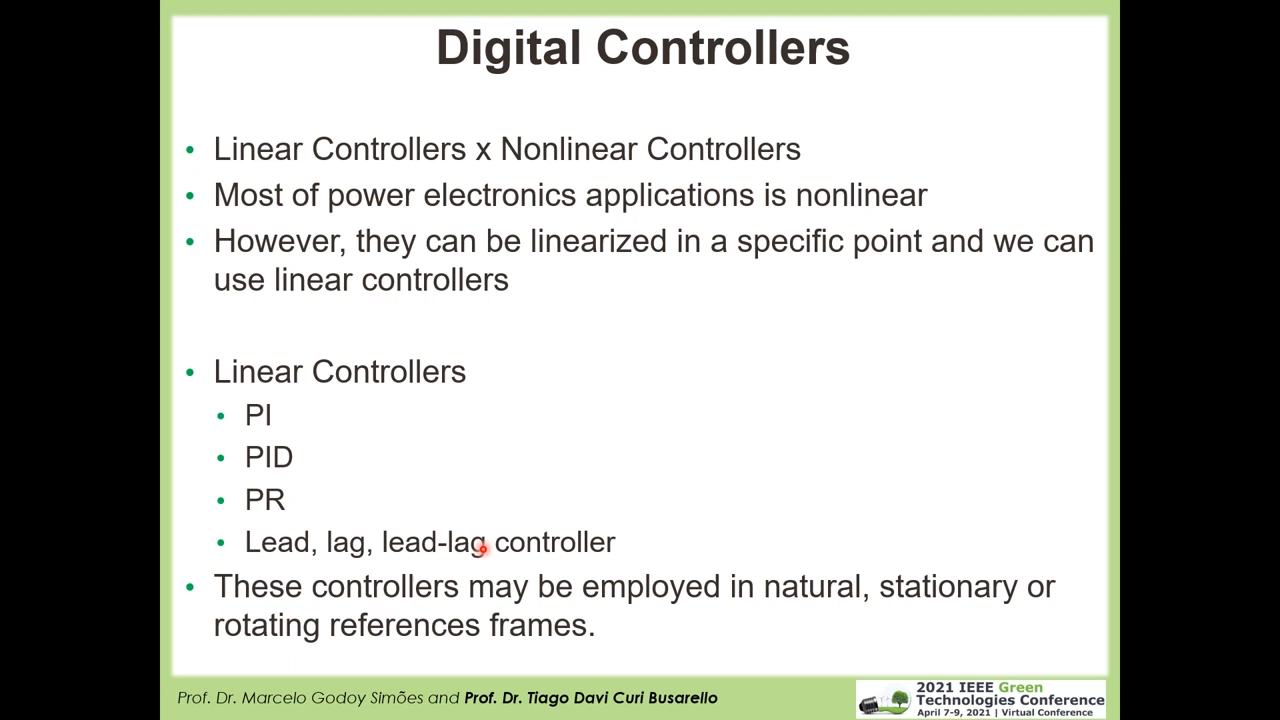 Digital Controllers
• Linear Controllers x Nonlinear Controllers
• Most of power electronics applications is nonlinear
• However, they can be linearized in a specific point and we can
use linear controllers
• Linear Controllers
• PI
• PID
• PR
• Lead, lag, lead-lag controller
• These controllers may be employed in natural, stationary or
rotating references frames.
Prof. Dr. Marcelo Godoy Simões and Prof. Dr. Tiago Davi Curi Busarello
2021 IEEE Green
Technologies Conference
April 7-9, 2021 | Virtual Conference